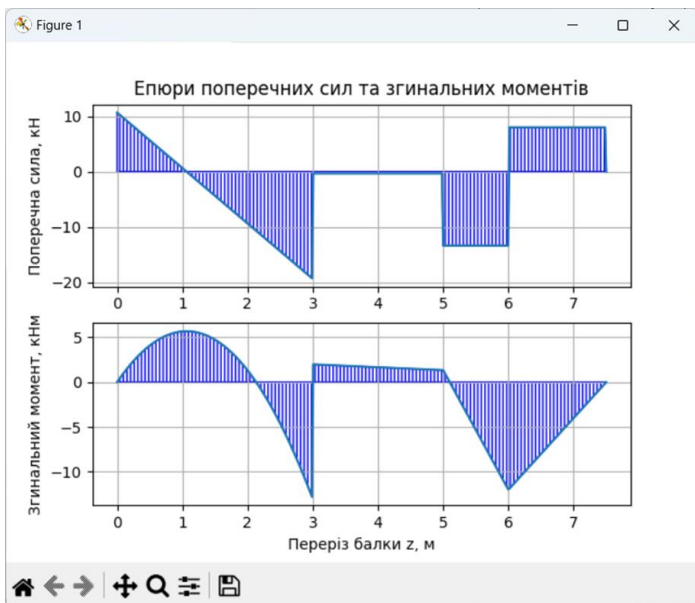 Figure 1
Епюри поперечних сил та згинальних моментів
Поперечна сила, кН
10
0
−10
−20
0 1 2 3 4 5 6 7
Згинальний момент, кНм
5
0
−5
−10
0 1 2 3 4 5 6 7
Переріз балки z, м